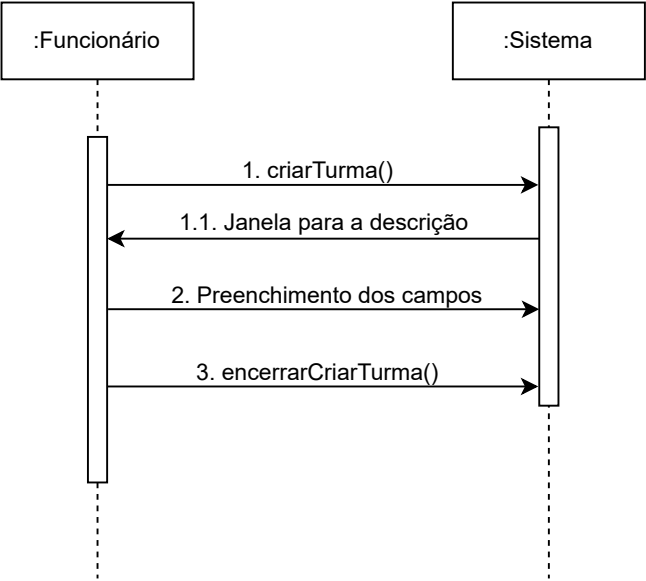 :Funcionário
:Sistema
1. criarTurma()
1.1. Janela para a descrição
2. Preenchimento dos campos
3. encerrarCriarTurma()